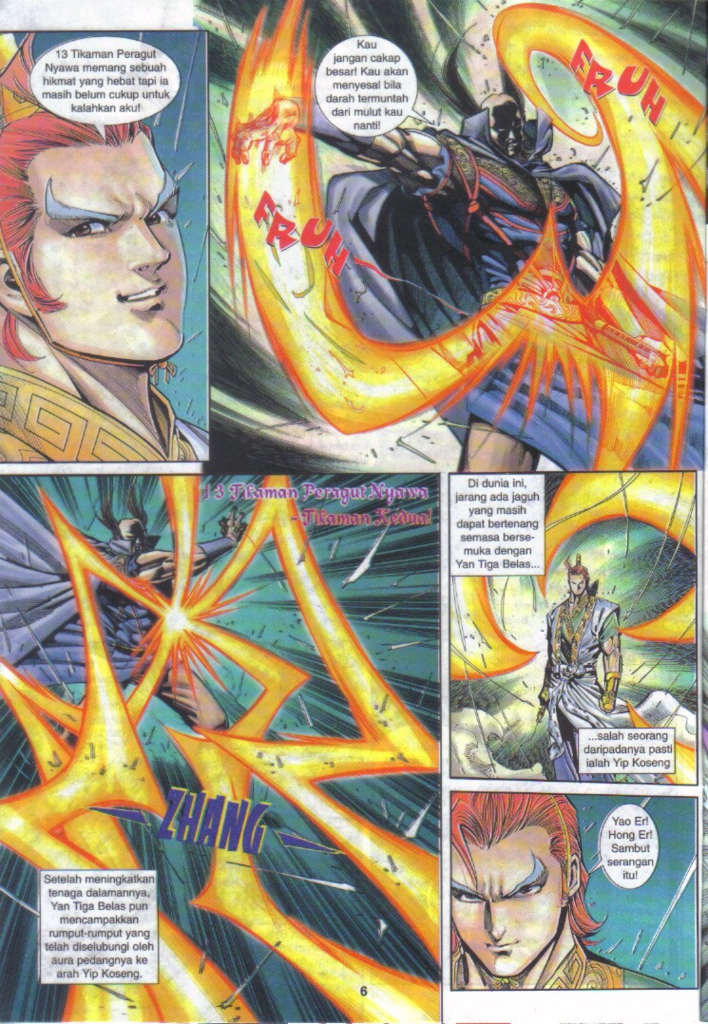 13 Tikaman Peragut
Nyawa memang sebuah
hikmat yang hebat tapi ia
masih belum cukup untuk
kalahkan aku!
Kau
jangan cakap
besar! Kau akan
menyesal bila
darah termuntah
dari mulut kau
nanti!
FRUH
FRUH
13 Tikaman Peragut Nyawa
-Tikaman Kedua!
ZHANG
Setelah meningkatkan
tenaga dalamannya,
Yan Tiga Belas pun
mencampakkan
rumput-rumput yang
telah diselubungi oleh
aura pedangnya ke
arah Yip Koseng.
Di dunia ini,
jarang ada jaguh
yang masih
dapat bertenang
semasa berse-
muka dengan
Yan Tiga Belas...
...salah seorang
daripadanya pasti
ialah Yip Koseng
Yao Er!
Hong Er!
Sambut
serangan
itu!
6